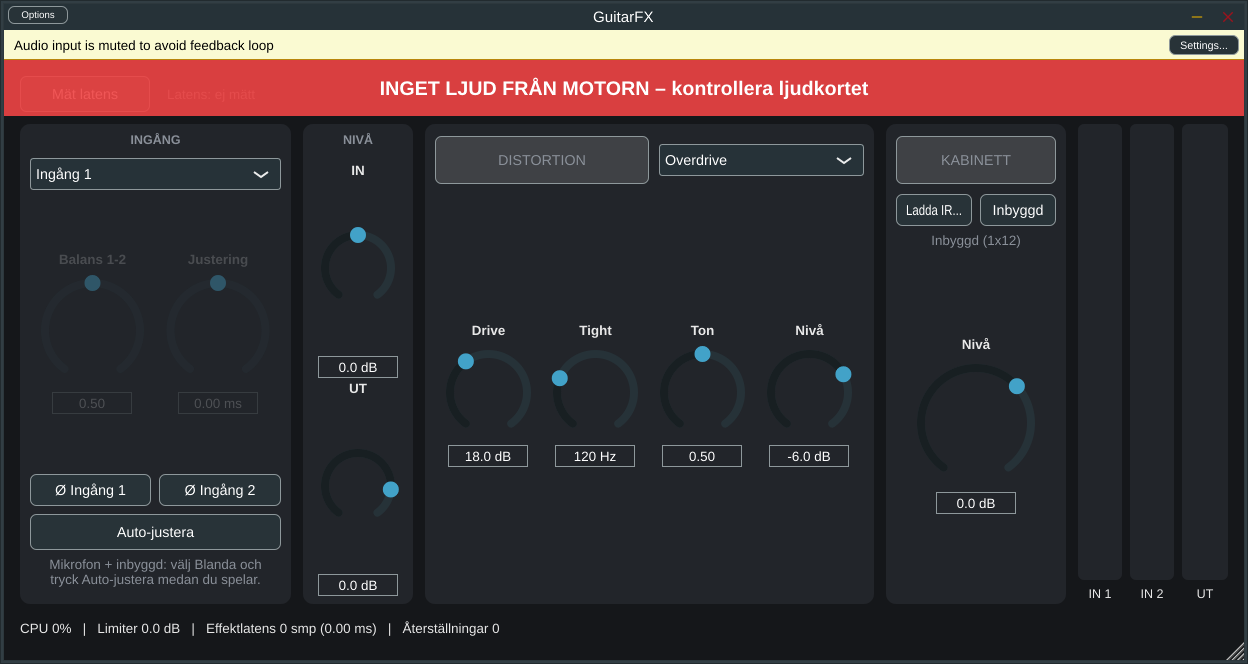 Options
GuitarFX
Audio input is muted to avoid feedback loop
Settings...
Mät latens
Latens: ej mätt
INGET LJUD FRÅN MOTORN – kontrollera ljudkortet
INGÅNG
Ingång 1
Balans 1-2
Justering
0.50
0.00 ms
Ø Ingång 1
Ø Ingång 2
Auto-justera
Mikrofon + inbyggd: välj Blanda och
tryck Auto-justera medan du spelar.
NIVÅ
IN
0.0 dB
UT
0.0 dB
DISTORTION
Overdrive
Drive
Tight
Ton
Nivå
18.0 dB
120 Hz
0.50
-6.0 dB
KABINETT
Ladda IR...
Inbyggd
Inbyggd (1x12)
Nivå
0.0 dB
IN 1
IN 2
UT
CPU 0% | Limiter 0.0 dB | Effektlatens 0 smp (0.00 ms) | Återställningar 0